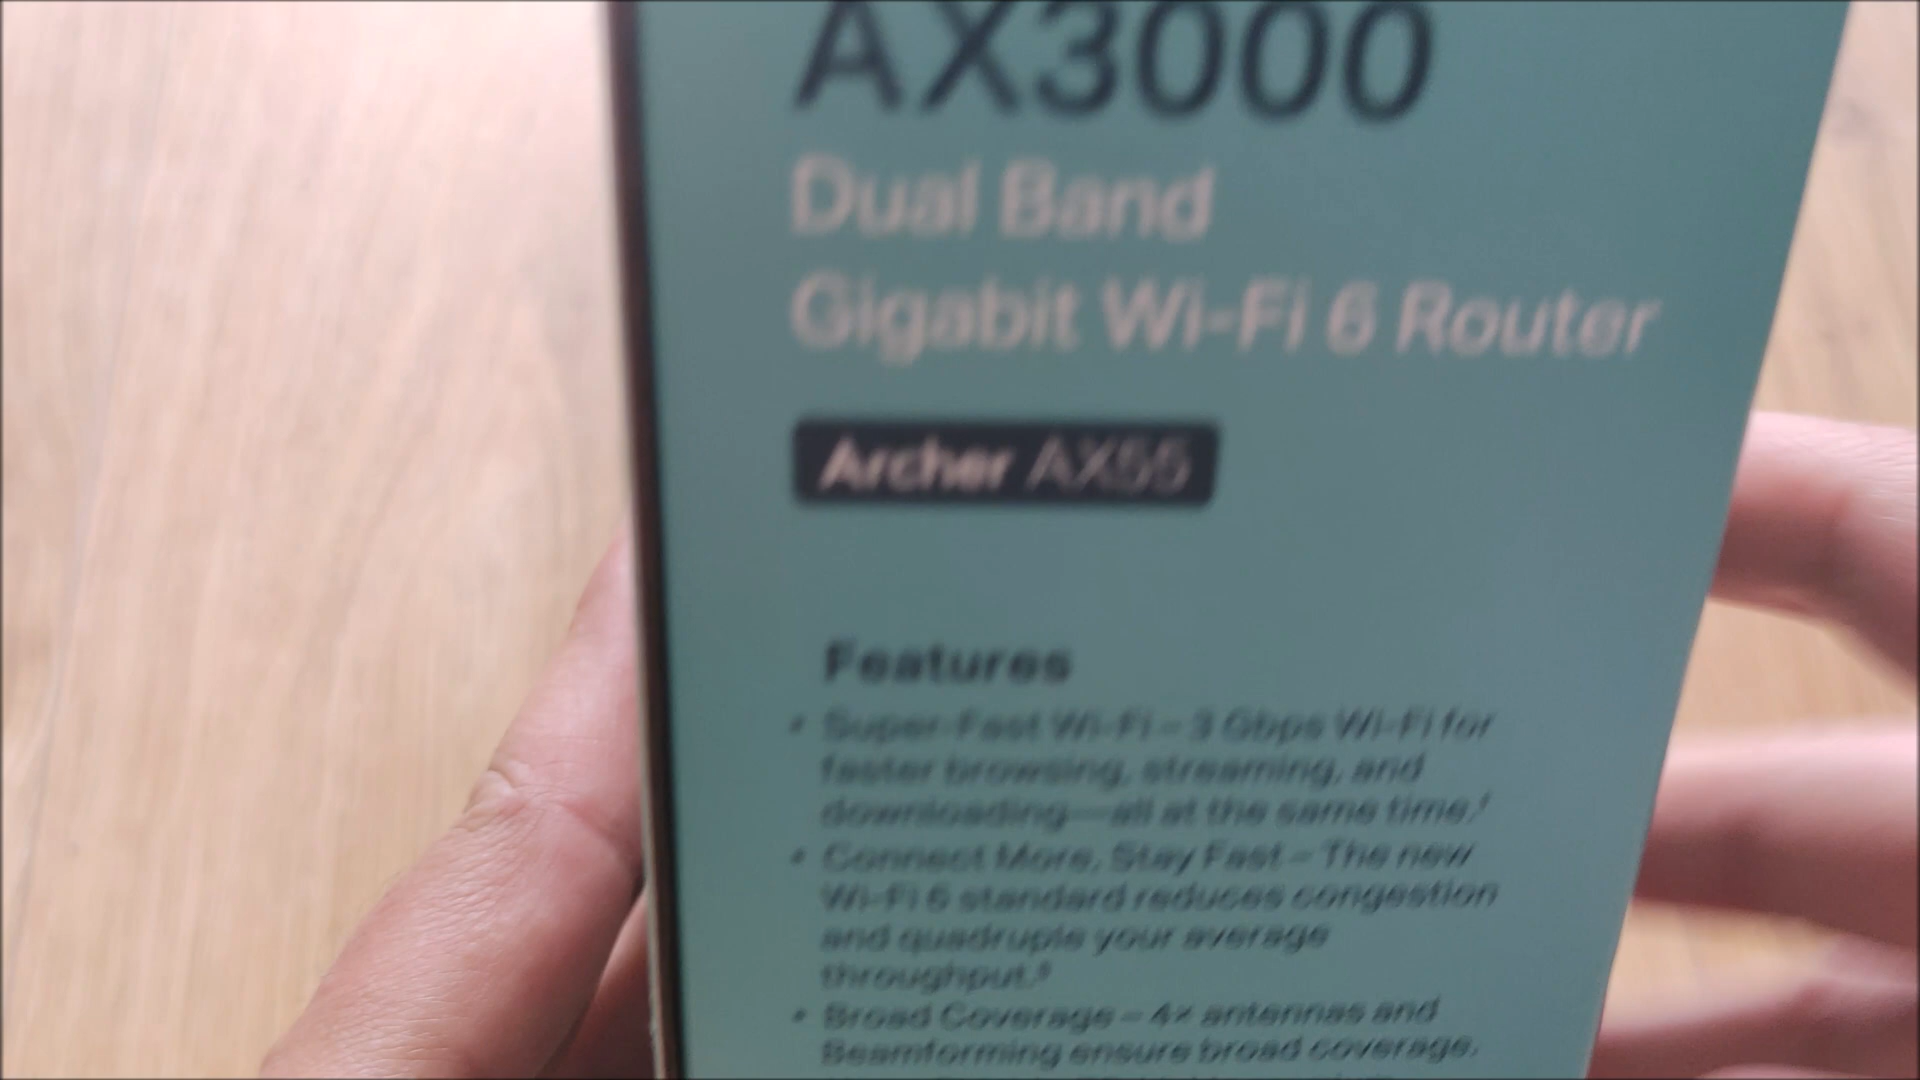 AX3000
Dual Band
Gigabit Wi-Fi 6 Router
Archer AX55
Features
• Super-Fast Wi-Fi – 3 Gbps Wi-Fi for
faster browsing, streaming, and
downloading—all at the same time.†
• Connect More, Stay Fast – The new
Wi-Fi 6 standard reduces congestion
and quadruple your average
throughput.§
• Broad Coverage – 4× antennas and
Beamforming ensure broad coverage.